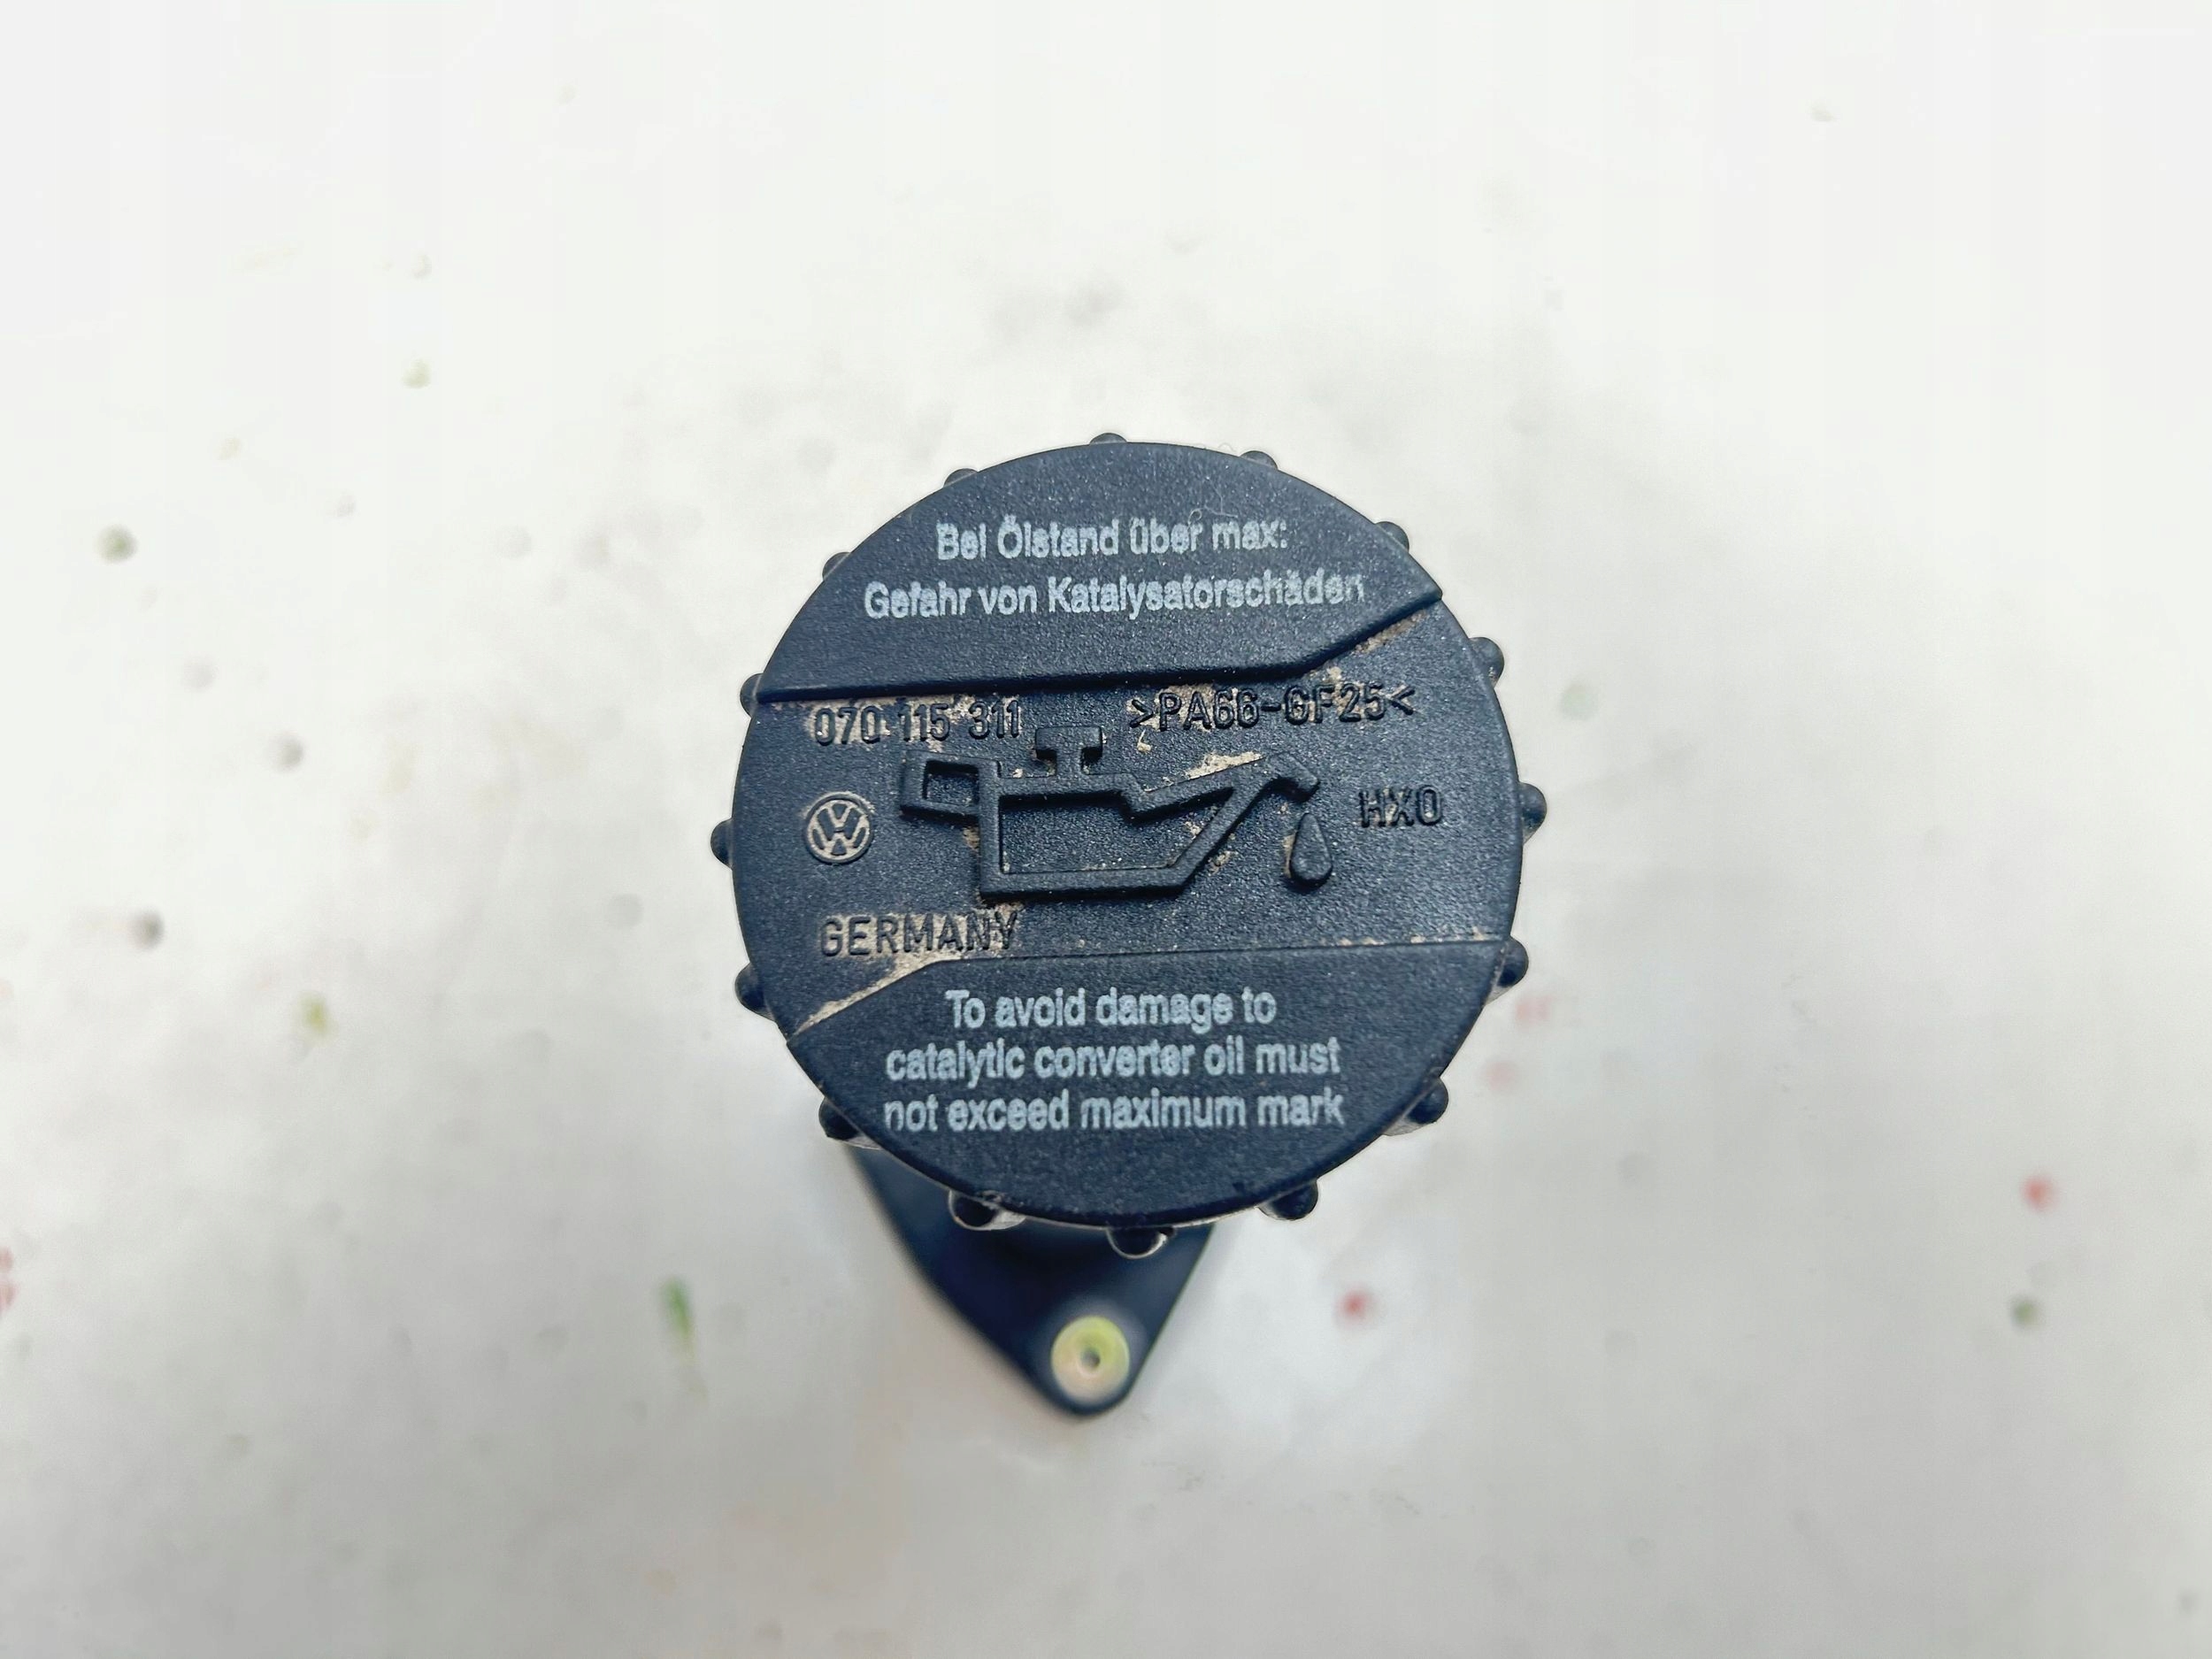 Bei Ölstand über max:
Gefahr von Katalysatorschäden
070 115 311 >PA66-GF25<
HX0
GERMANY
To avoid damage to
catalytic converter oil must
not exceed maximum mark